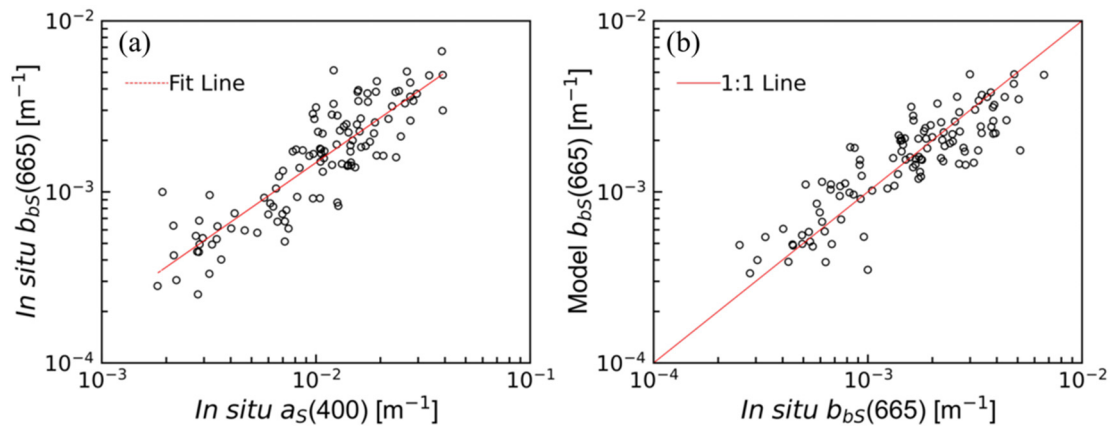 (a)
Fit Line
10⁻²
10⁻³
10⁻⁴
In situ b_bS(665) [m⁻¹]
10⁻³
10⁻²
10⁻¹
In situ a_S(400) [m⁻¹]
(b)
1:1 Line
10⁻²
10⁻³
10⁻⁴
Model b_bS(665) [m⁻¹]
10⁻⁴
10⁻³
10⁻²
In situ b_bS(665) [m⁻¹]